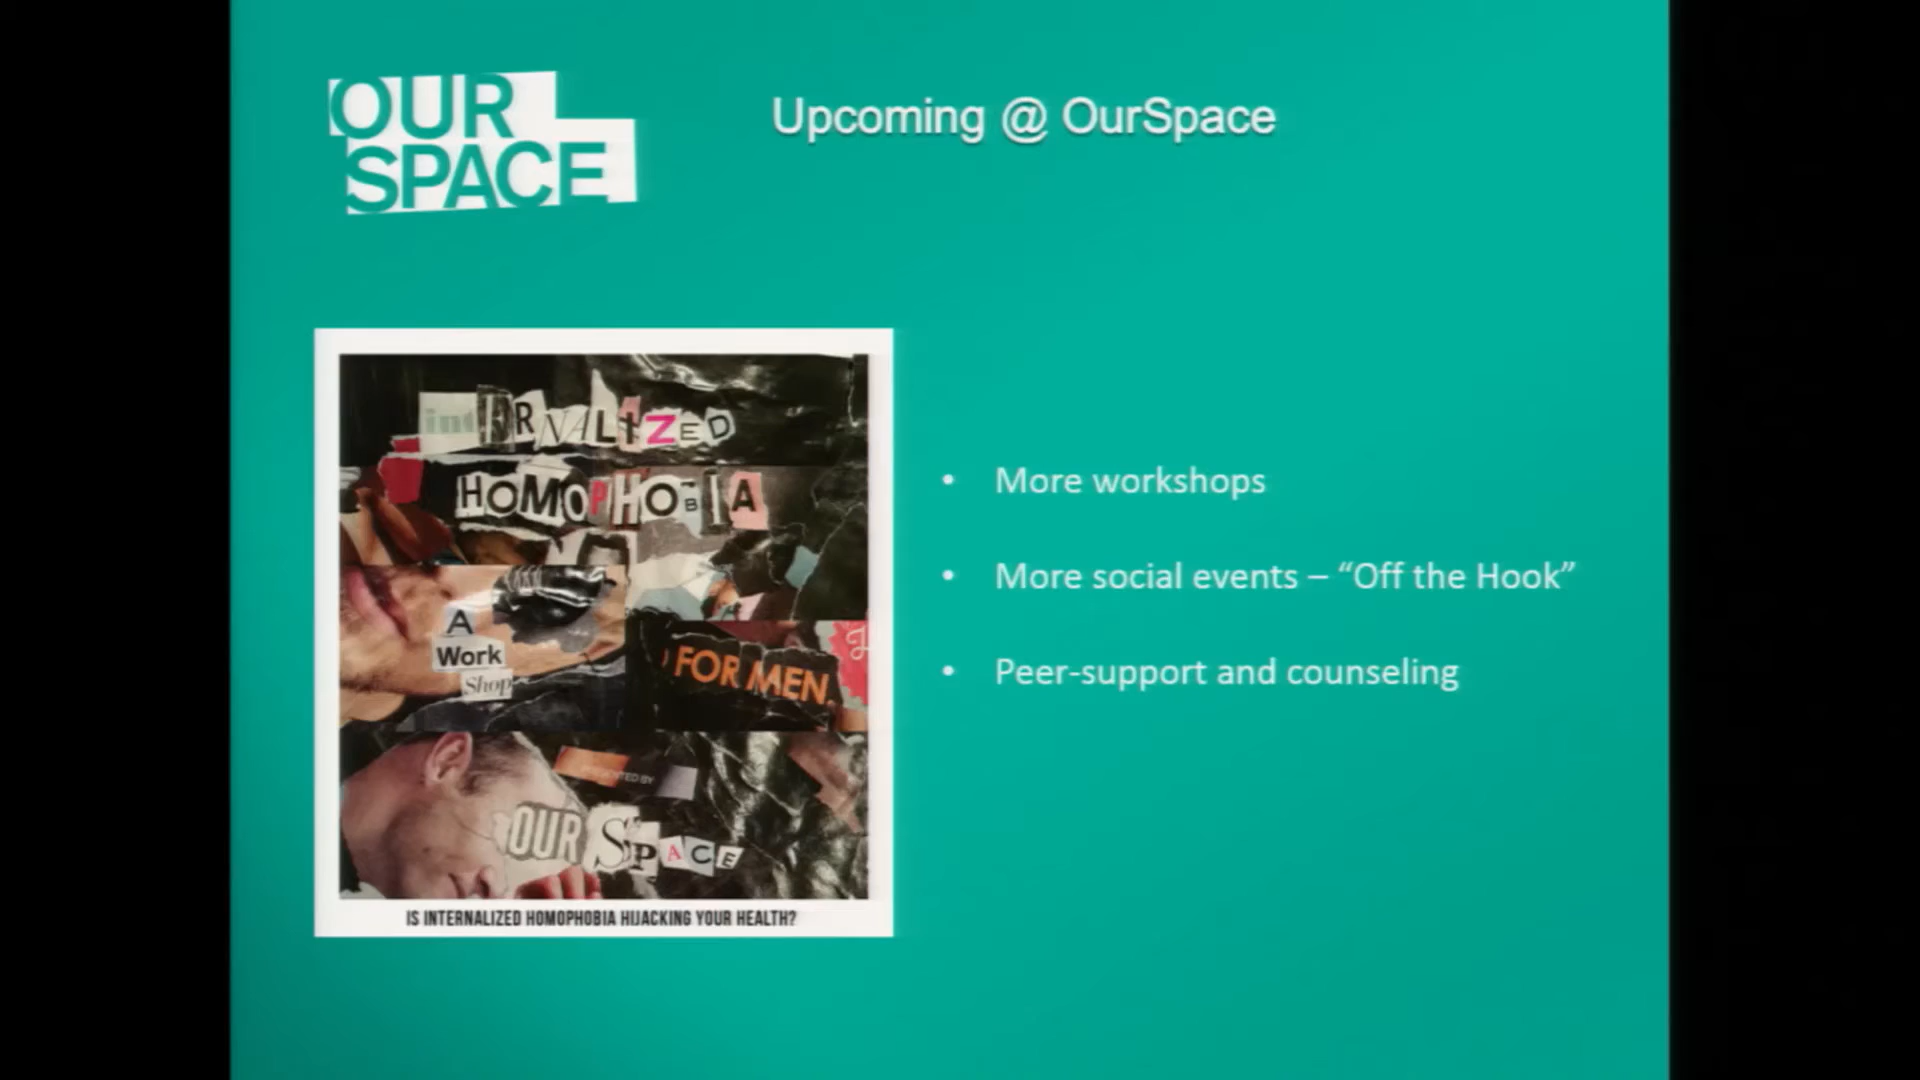 OUR
SPACE
Upcoming @ OurSpace
intERNALIZED
HOMOPHOBIA
A
Work
Shop
FOR MEN.
OUR SPACE
IS INTERNALIZED HOMOPHOBIA HIJACKING YOUR HEALTH?
• More workshops
• More social events – “Off the Hook”
• Peer-support and counseling